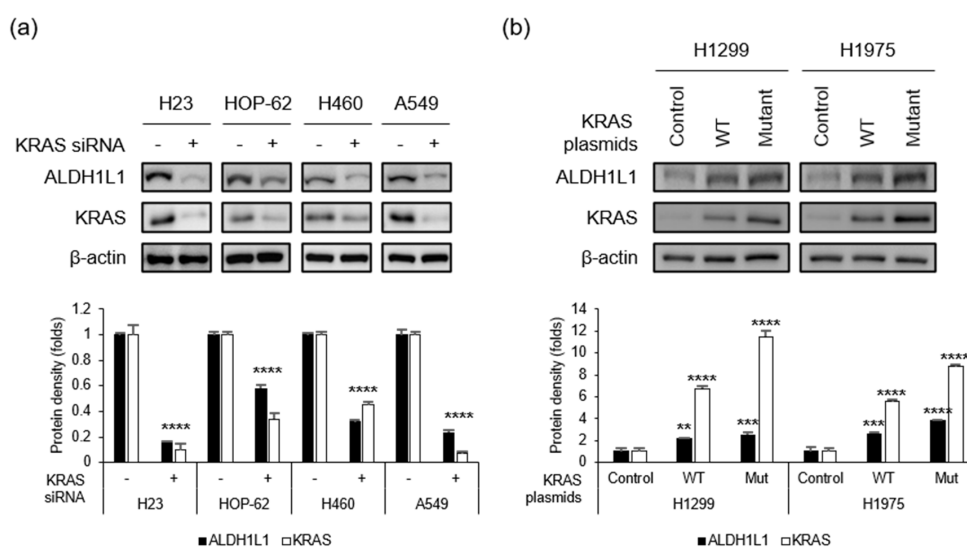 (a)
H23 HOP-62 H460 A549
KRAS siRNA - + - + - + - +
ALDH1L1
KRAS
β-actin
Protein density (folds)
1.2
1
0.8
0.6
0.4
0.2
0
**** **** **** ****
KRAS siRNA
- + - + - + - +
H23 HOP-62 H460 A549
■ALDH1L1 □KRAS
(b)
H1299 H1975
KRAS plasmids
Control WT Mutant Control WT Mutant
ALDH1L1
KRAS
β-actin
Protein density (folds)
14
12
10
8
6
4
2
0
** **** *** **** *** **** **** ****
KRAS plasmids
Control WT Mut Control WT Mut
H1299 H1975
■ALDH1L1 □KRAS